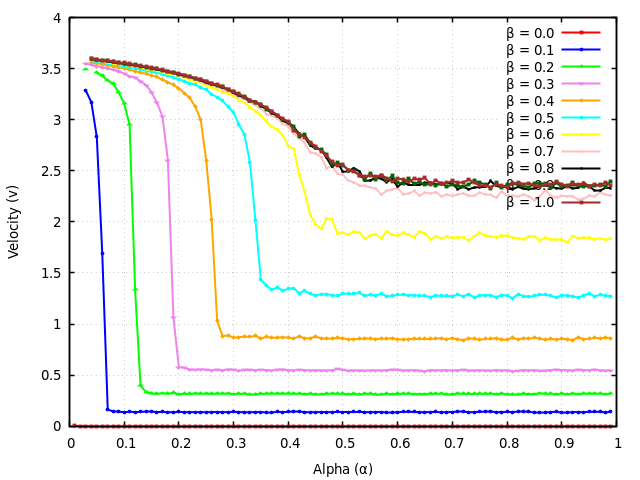 4
3.5
3
2.5
2
1.5
1
0.5
0
Velocity (v)
β = 0.0
β = 0.1
β = 0.2
β = 0.3
β = 0.4
β = 0.5
β = 0.6
β = 0.7
β = 0.8
β = 1.0
0 0.1 0.2 0.3 0.4 0.5 0.6 0.7 0.8 0.9 1
Alpha (α)